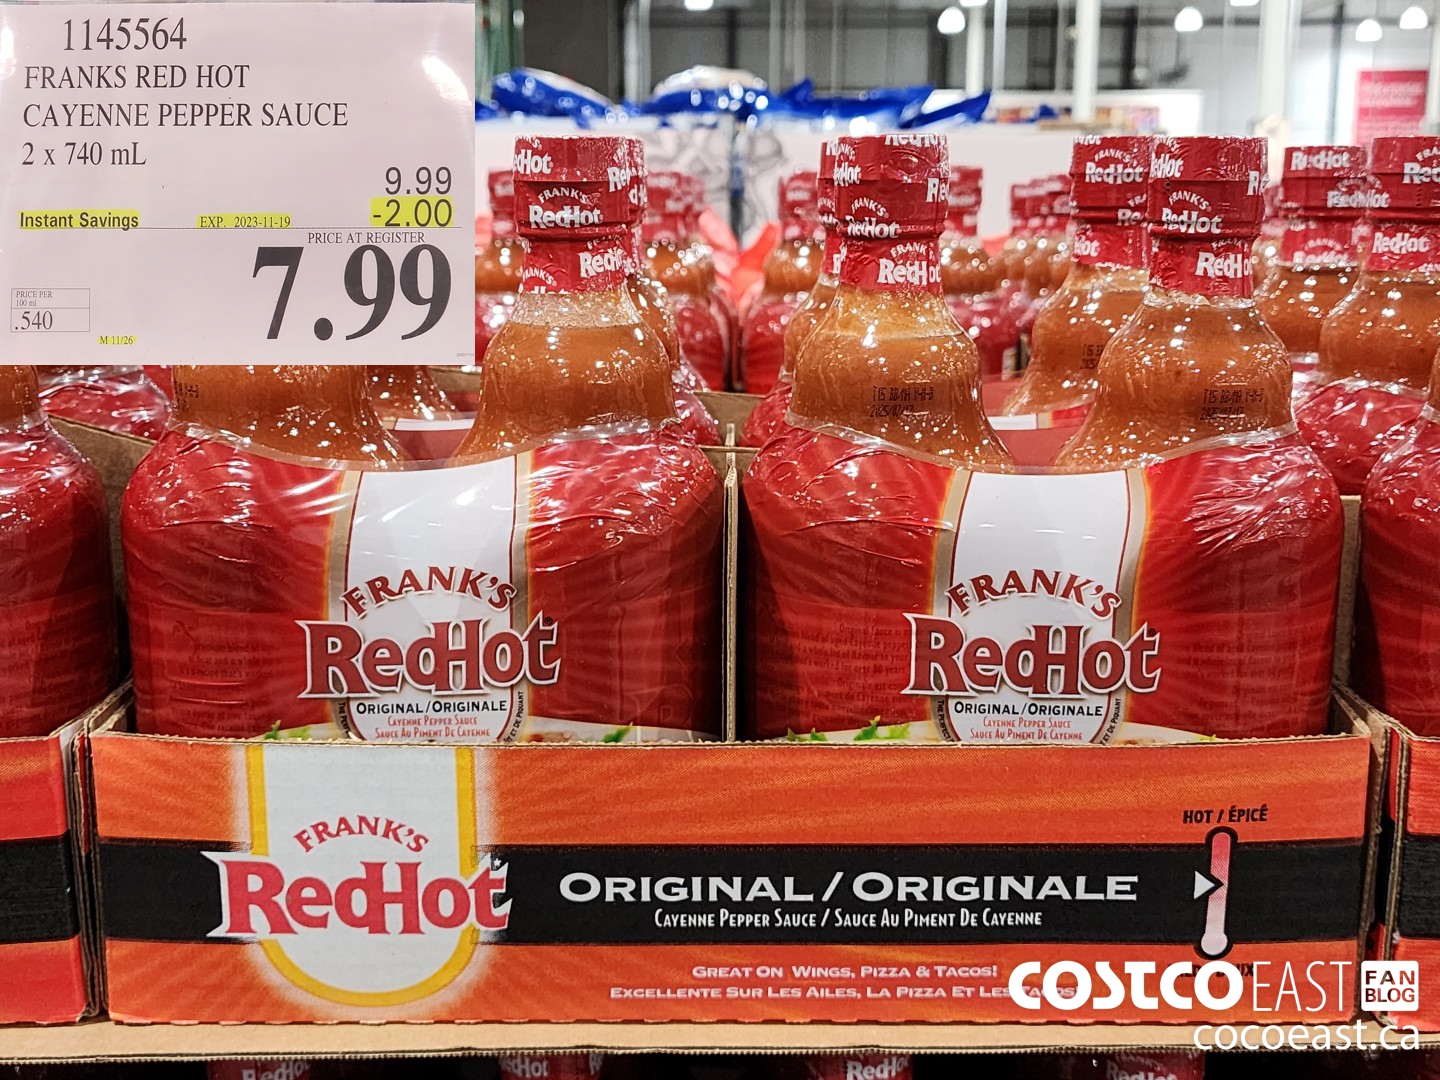 1145564
FRANKS RED HOT
CAYENNE PEPPER SAUCE
2 x 740 mL
9.99
Instant Savings EXP. 2023-11-19 -2.00
PRICE AT REGISTER
7.99
PRICE PER
100 ml
.540
M 11/26
FRANK'S
RedHot
ORIGINAL/ORIGINALE
CAYENNE PEPPER SAUCE
SAUCE AU PIMENT DE CAYENNE
FRANK'S
RedHot
ORIGINAL/ORIGINALE
CAYENNE PEPPER SAUCE
SAUCE AU PIMENT DE CAYENNE
HOT / ÉPICÉ
FRANK'S
RedHot
ORIGINAL / ORIGINALE
CAYENNE PEPPER SAUCE / SAUCE AU PIMENT DE CAYENNE
GREAT ON WINGS, PIZZA & TACOS!
EXCELLENTE SUR LES AILES, LA PIZZA ET LES TACOS!
COSTCO EAST FAN BLOG
cocoeast.ca